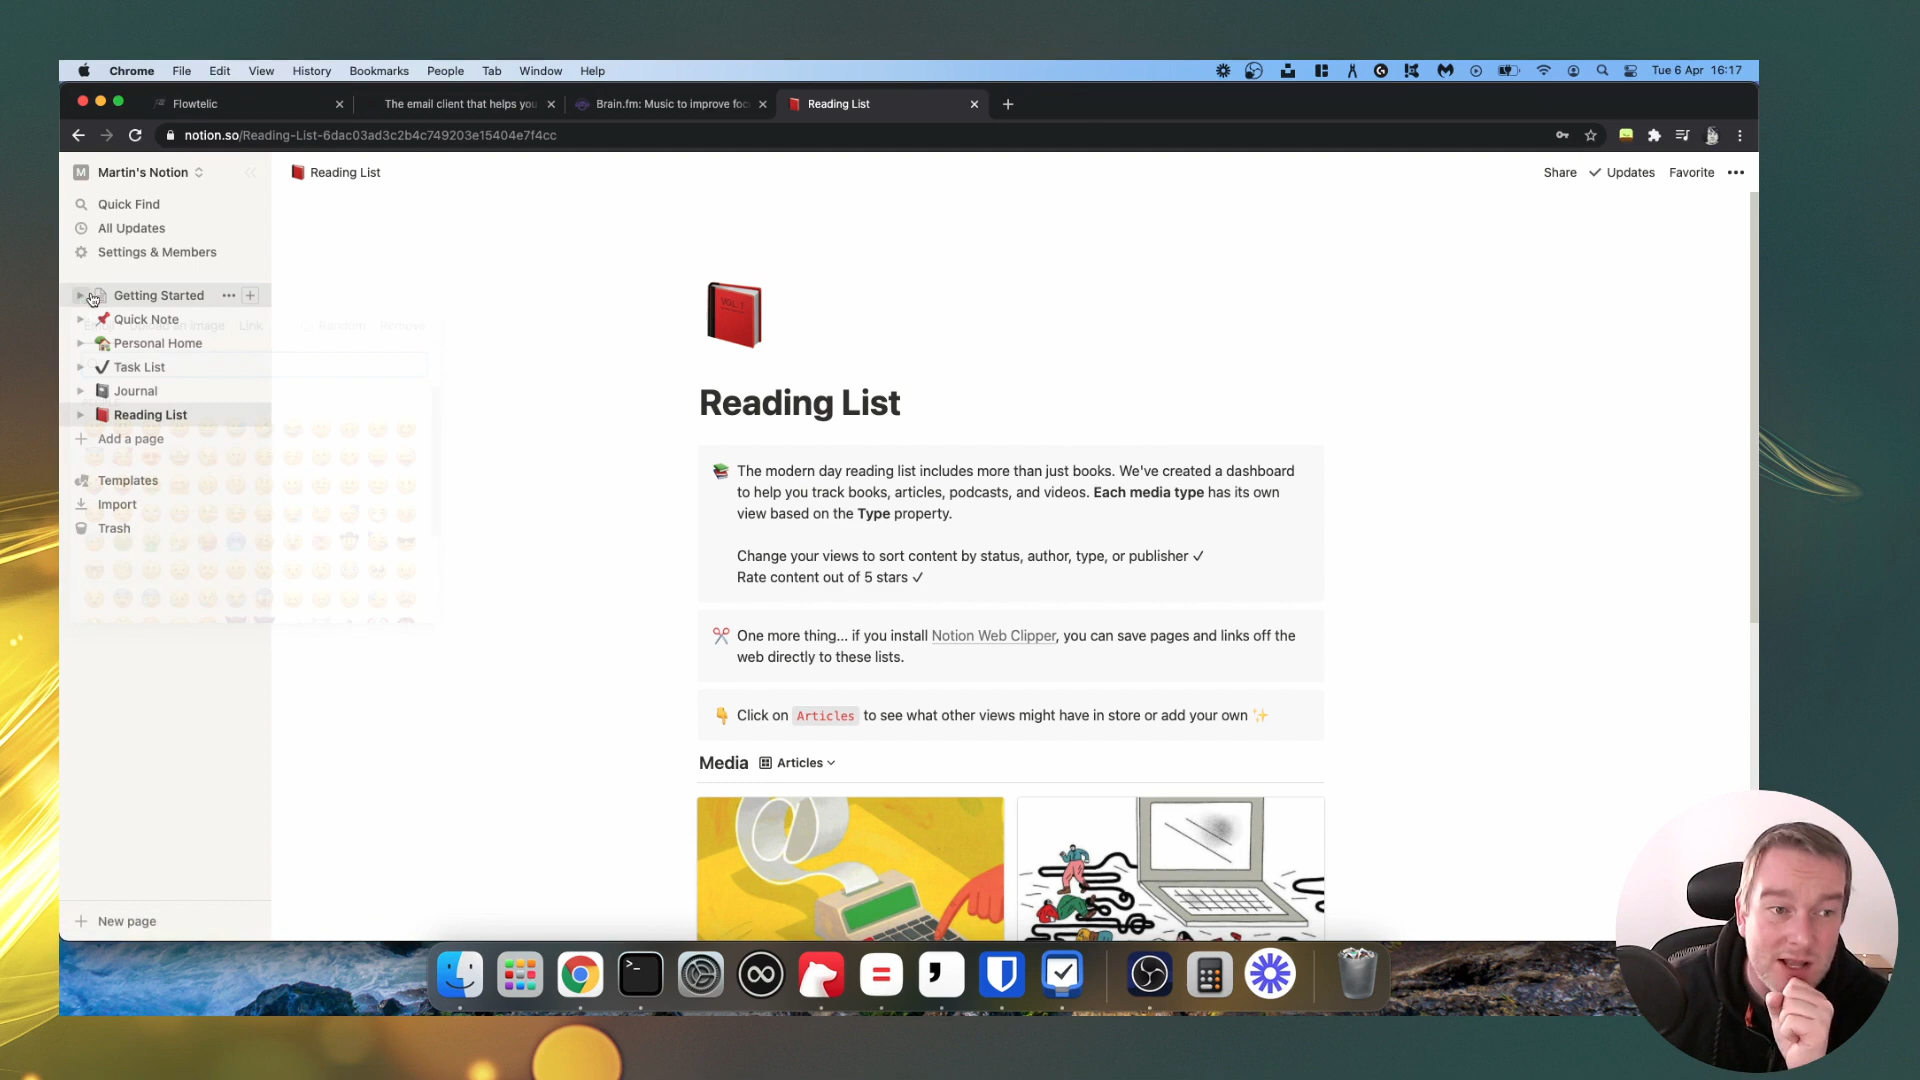 Chrome File Edit View History Bookmarks People Tab Window Help
Tue 6 Apr 16:17
Flowtelic
The email client that helps you
Brain.fm: Music to improve foc
Reading List
notion.so/Reading-List-6dac03ad3c2b4c749203e15404e7f4cc
M Martin's Notion
Reading List
Share Updates Favorite
Quick Find
All Updates
Settings & Members
Getting Started
Quick Note
Link Random Remove
Personal Home
Task List
Journal
Reading List
Add a page
Templates
Import
Trash
New page
VOL. 1
Reading List
The modern day reading list includes more than just books. We've created a dashboard
to help you track books, articles, podcasts, and videos. Each media type has its own
view based on the Type property.
Change your views to sort content by status, author, type, or publisher ✓
Rate content out of 5 stars ✓
One more thing... if you install Notion Web Clipper, you can save pages and links off the
web directly to these lists.
Click on Articles to see what other views might have in store or add your own
Media Articles